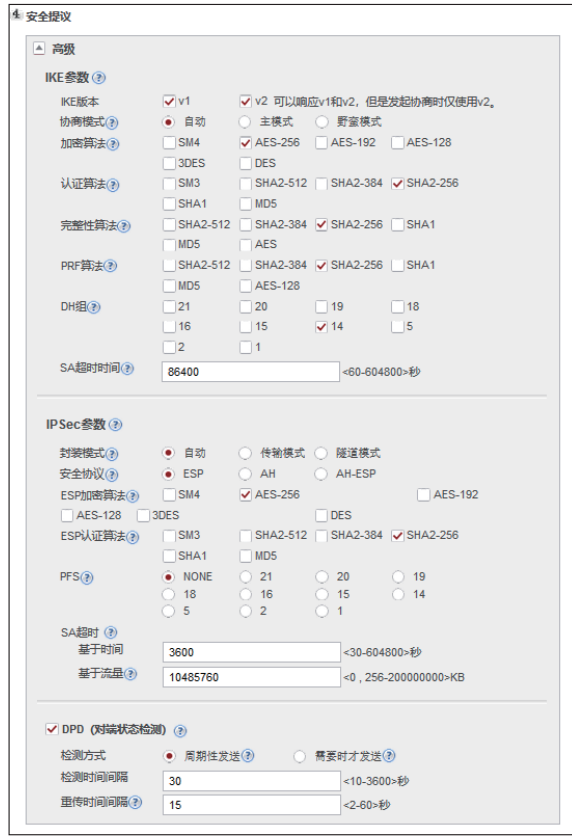 4 安全提议
高级
IKE参数
IKE版本 v1 v2 可以响应v1和v2，但是发起协商时仅使用v2。
协商模式 自动 主模式 野蛮模式
加密算法 SM4 AES-256 AES-192 AES-128
3DES DES
认证算法 SM3 SHA2-512 SHA2-384 SHA2-256
SHA1 MD5
完整性算法 SHA2-512 SHA2-384 SHA2-256 SHA1
MD5 AES
PRF算法 SHA2-512 SHA2-384 SHA2-256 SHA1
MD5 AES-128
DH组 21 20 19 18
16 15 14 5
2 1
SA超时时间 86400 <60-604800>秒
IPSec参数
封装模式 自动 传输模式 隧道模式
安全协议 ESP AH AH-ESP
ESP加密算法 SM4 AES-256 AES-192
AES-128 3DES DES
ESP认证算法 SM3 SHA2-512 SHA2-384 SHA2-256
SHA1 MD5
PFS NONE 21 20 19
18 16 15 14
5 2 1
SA超时
基于时间 3600 <30-604800>秒
基于流量 10485760 <0 , 256-200000000>KB
DPD (对端状态检测)
检测方式 周期性发送 需要时才发送
检测时间间隔 30 <10-3600>秒
重传时间间隔 15 <2-60>秒